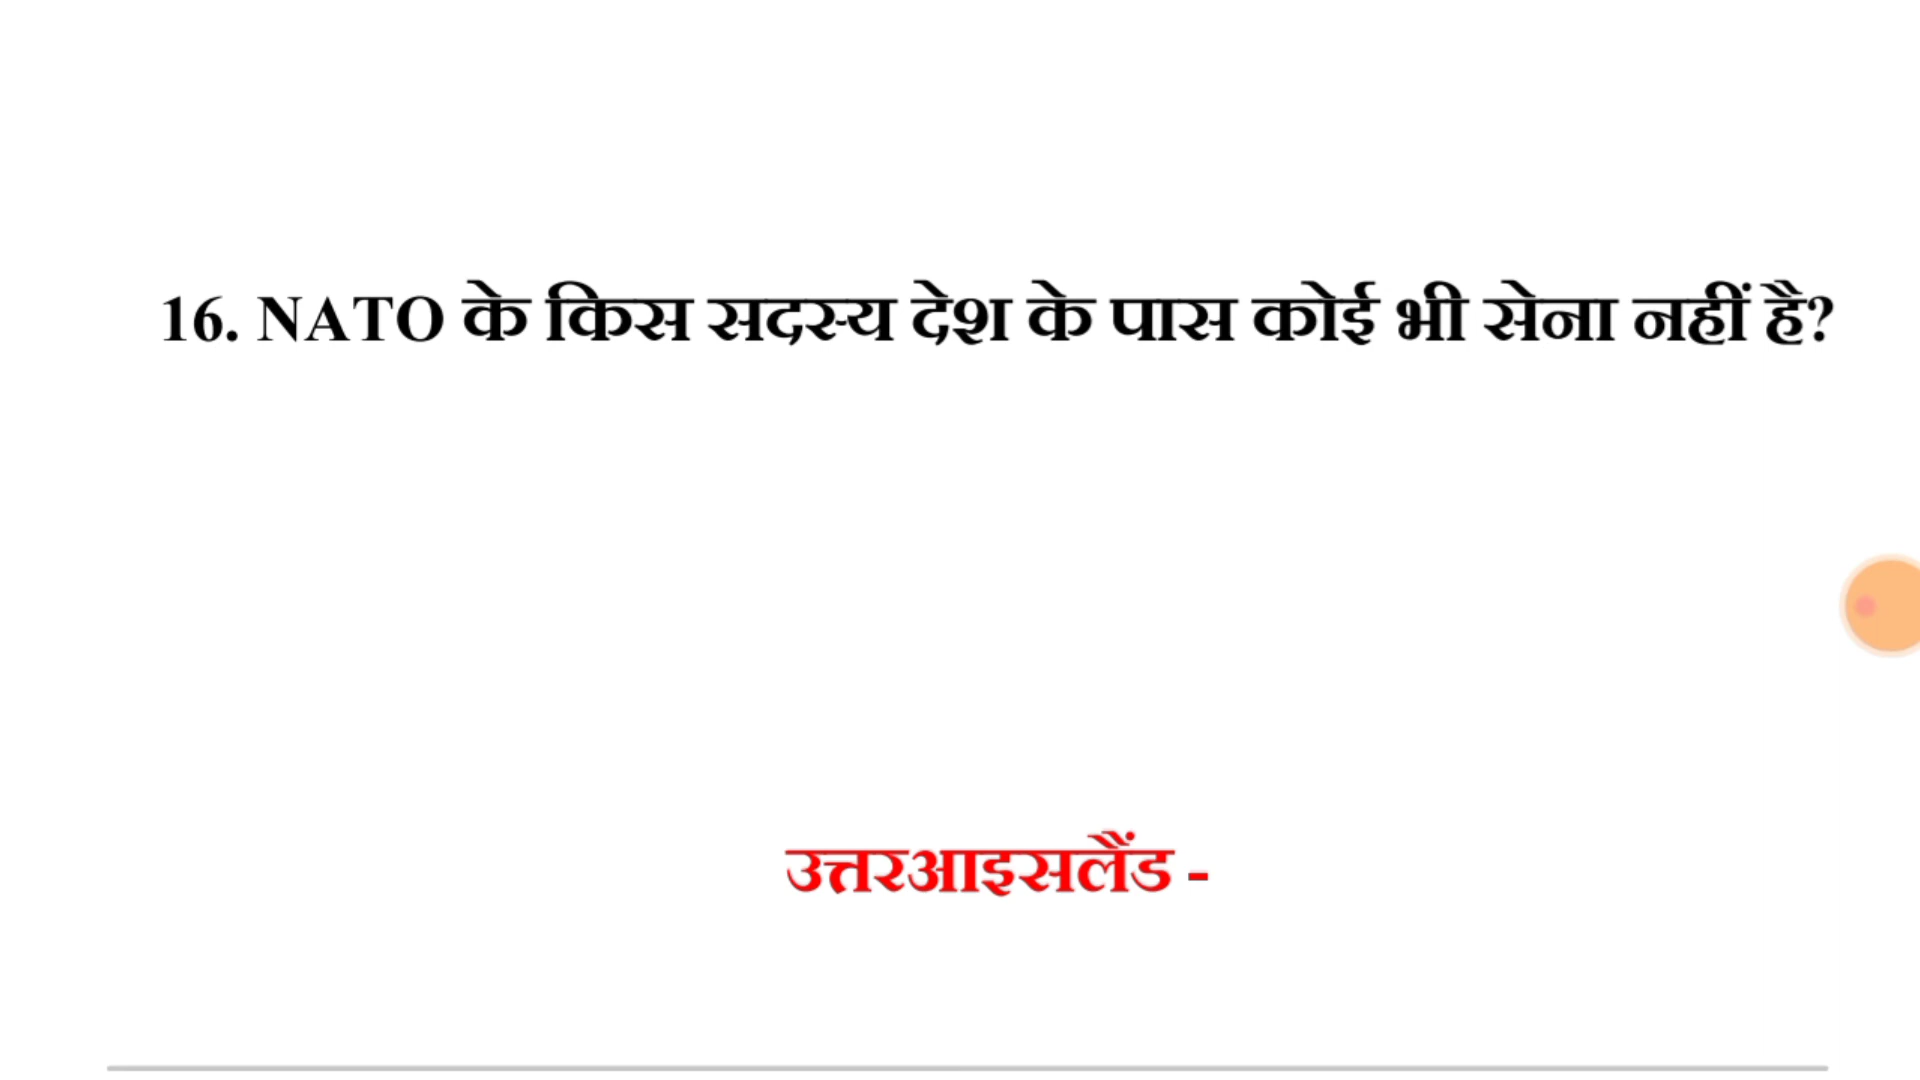 16. NATO के किस सदस्य देश के पास कोई भी सेना नहीं है?
उत्तरआइसलैंड -